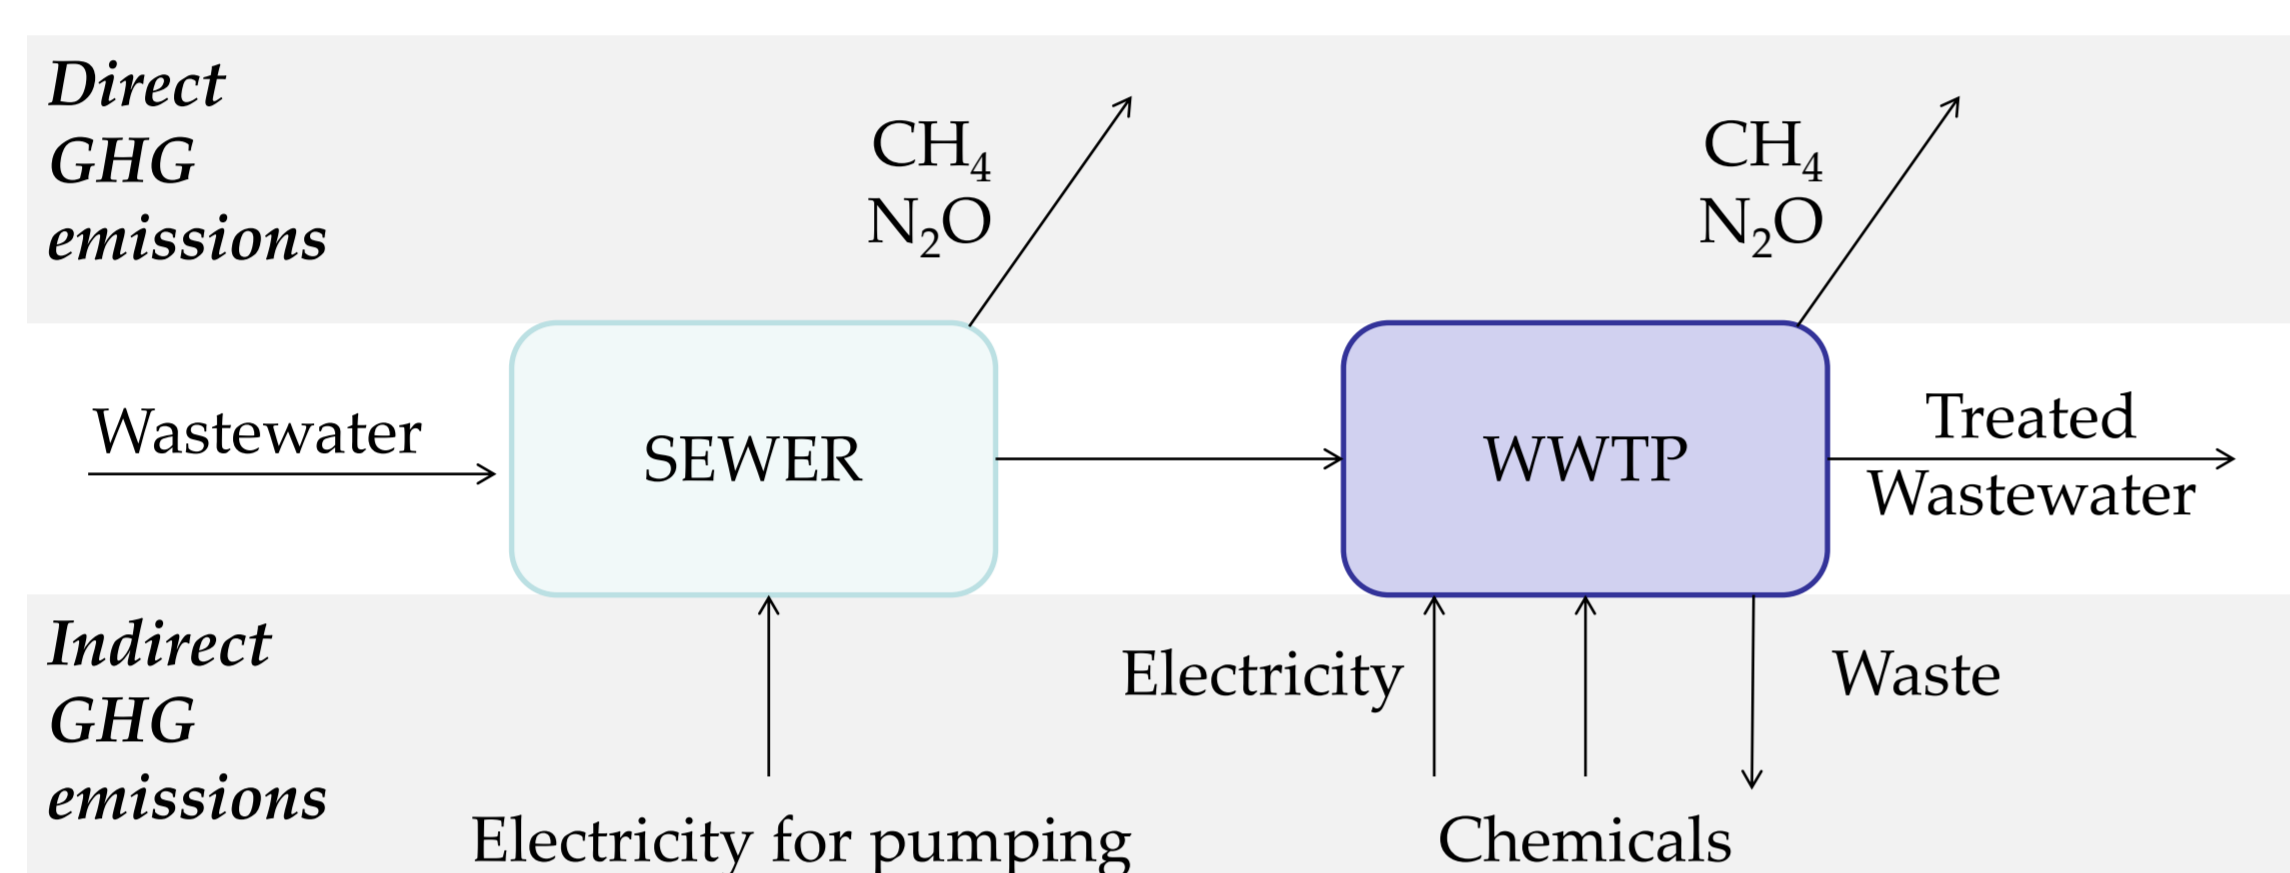 Direct
GHG
emissions
CH₄
N₂O
CH₄
N₂O
Wastewater
SEWER
WWTP
Treated
Wastewater
Indirect
GHG
emissions
Electricity
Waste
Electricity for pumping
Chemicals